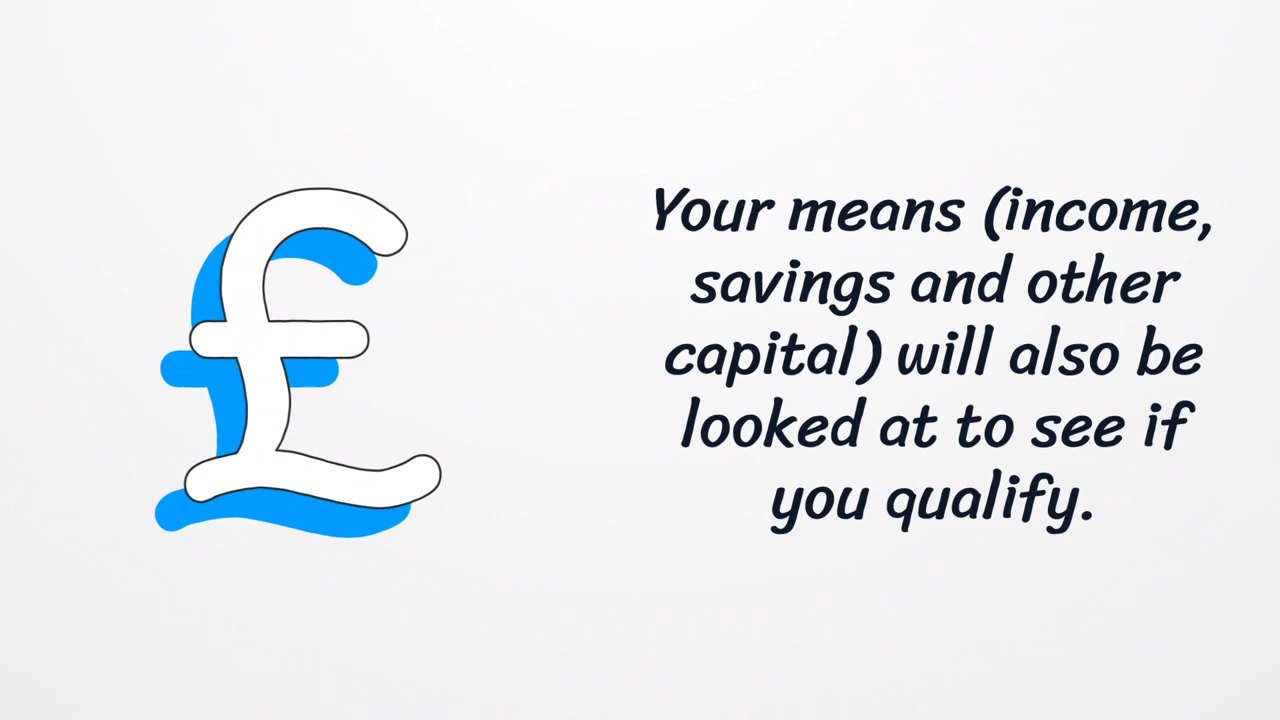 £
Your means (income,
savings and other
capital) will also be
looked at to see if
you qualify.